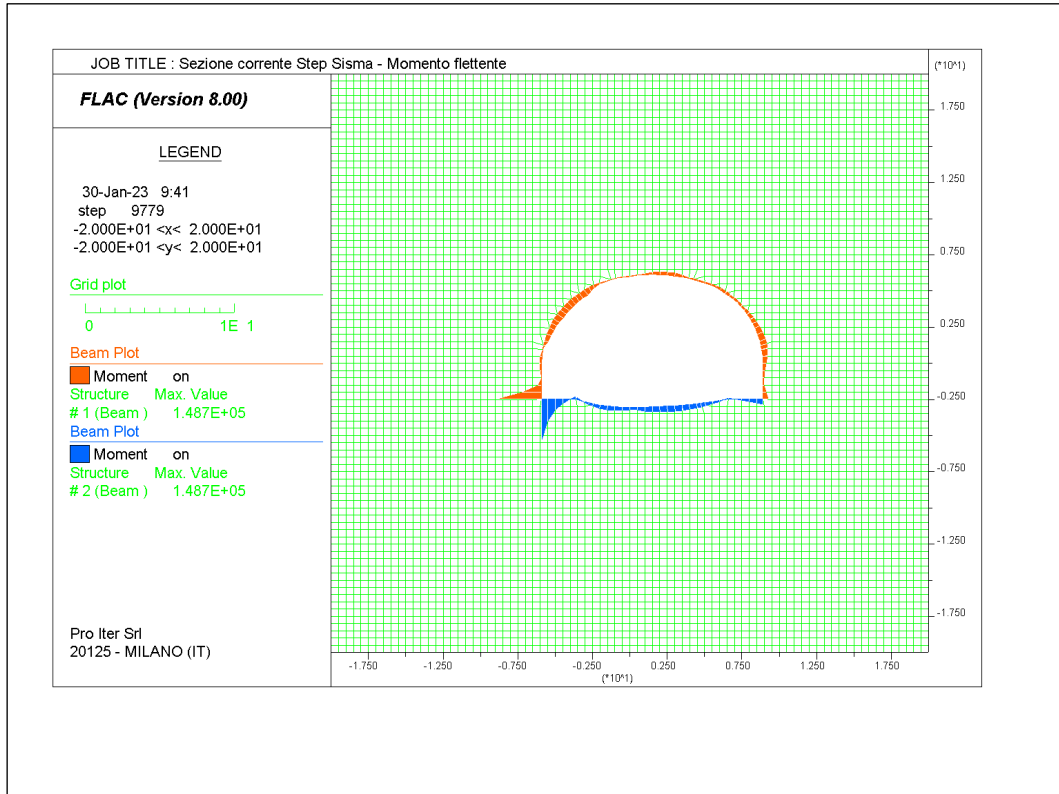 JOB TITLE : Sezione corrente Step Sisma - Momento flettente
(*10^1)
FLAC (Version 8.00)
LEGEND
30-Jan-23 9:41
step 9779
-2.000E+01 <x< 2.000E+01
-2.000E+01 <y< 2.000E+01
Grid plot
0 1E 1
Beam Plot
Moment on
Structure Max. Value
# 1 (Beam ) 1.487E+05
Beam Plot
Moment on
Structure Max. Value
# 2 (Beam ) 1.487E+05
Pro Iter Srl
20125 - MILANO (IT)
1.750
1.250
0.750
0.250
-0.250
-0.750
-1.250
-1.750
-1.750 -1.250 -0.750 -0.250 0.250 0.750 1.250 1.750
(*10^1)